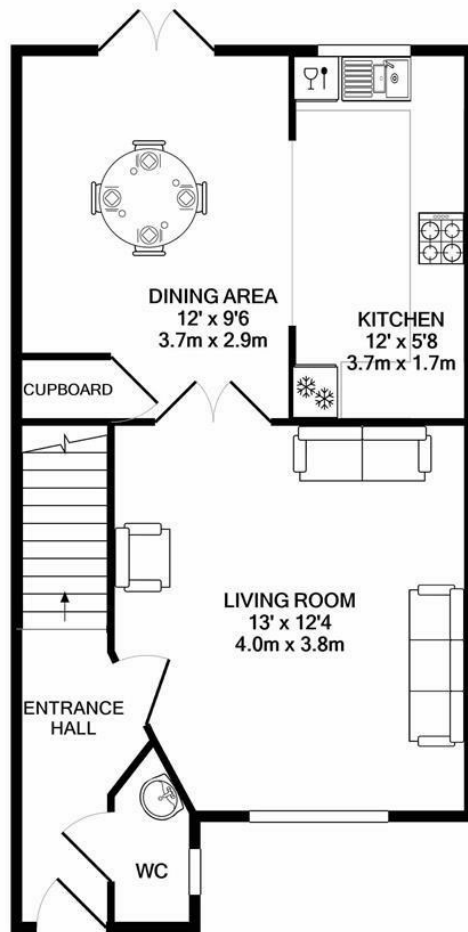 DINING AREA
12' x 9'6
3.7m x 2.9m
KITCHEN
12' x 5'8
3.7m x 1.7m
CUPBOARD
LIVING ROOM
13' x 12'4
4.0m x 3.8m
ENTRANCE
HALL
WC